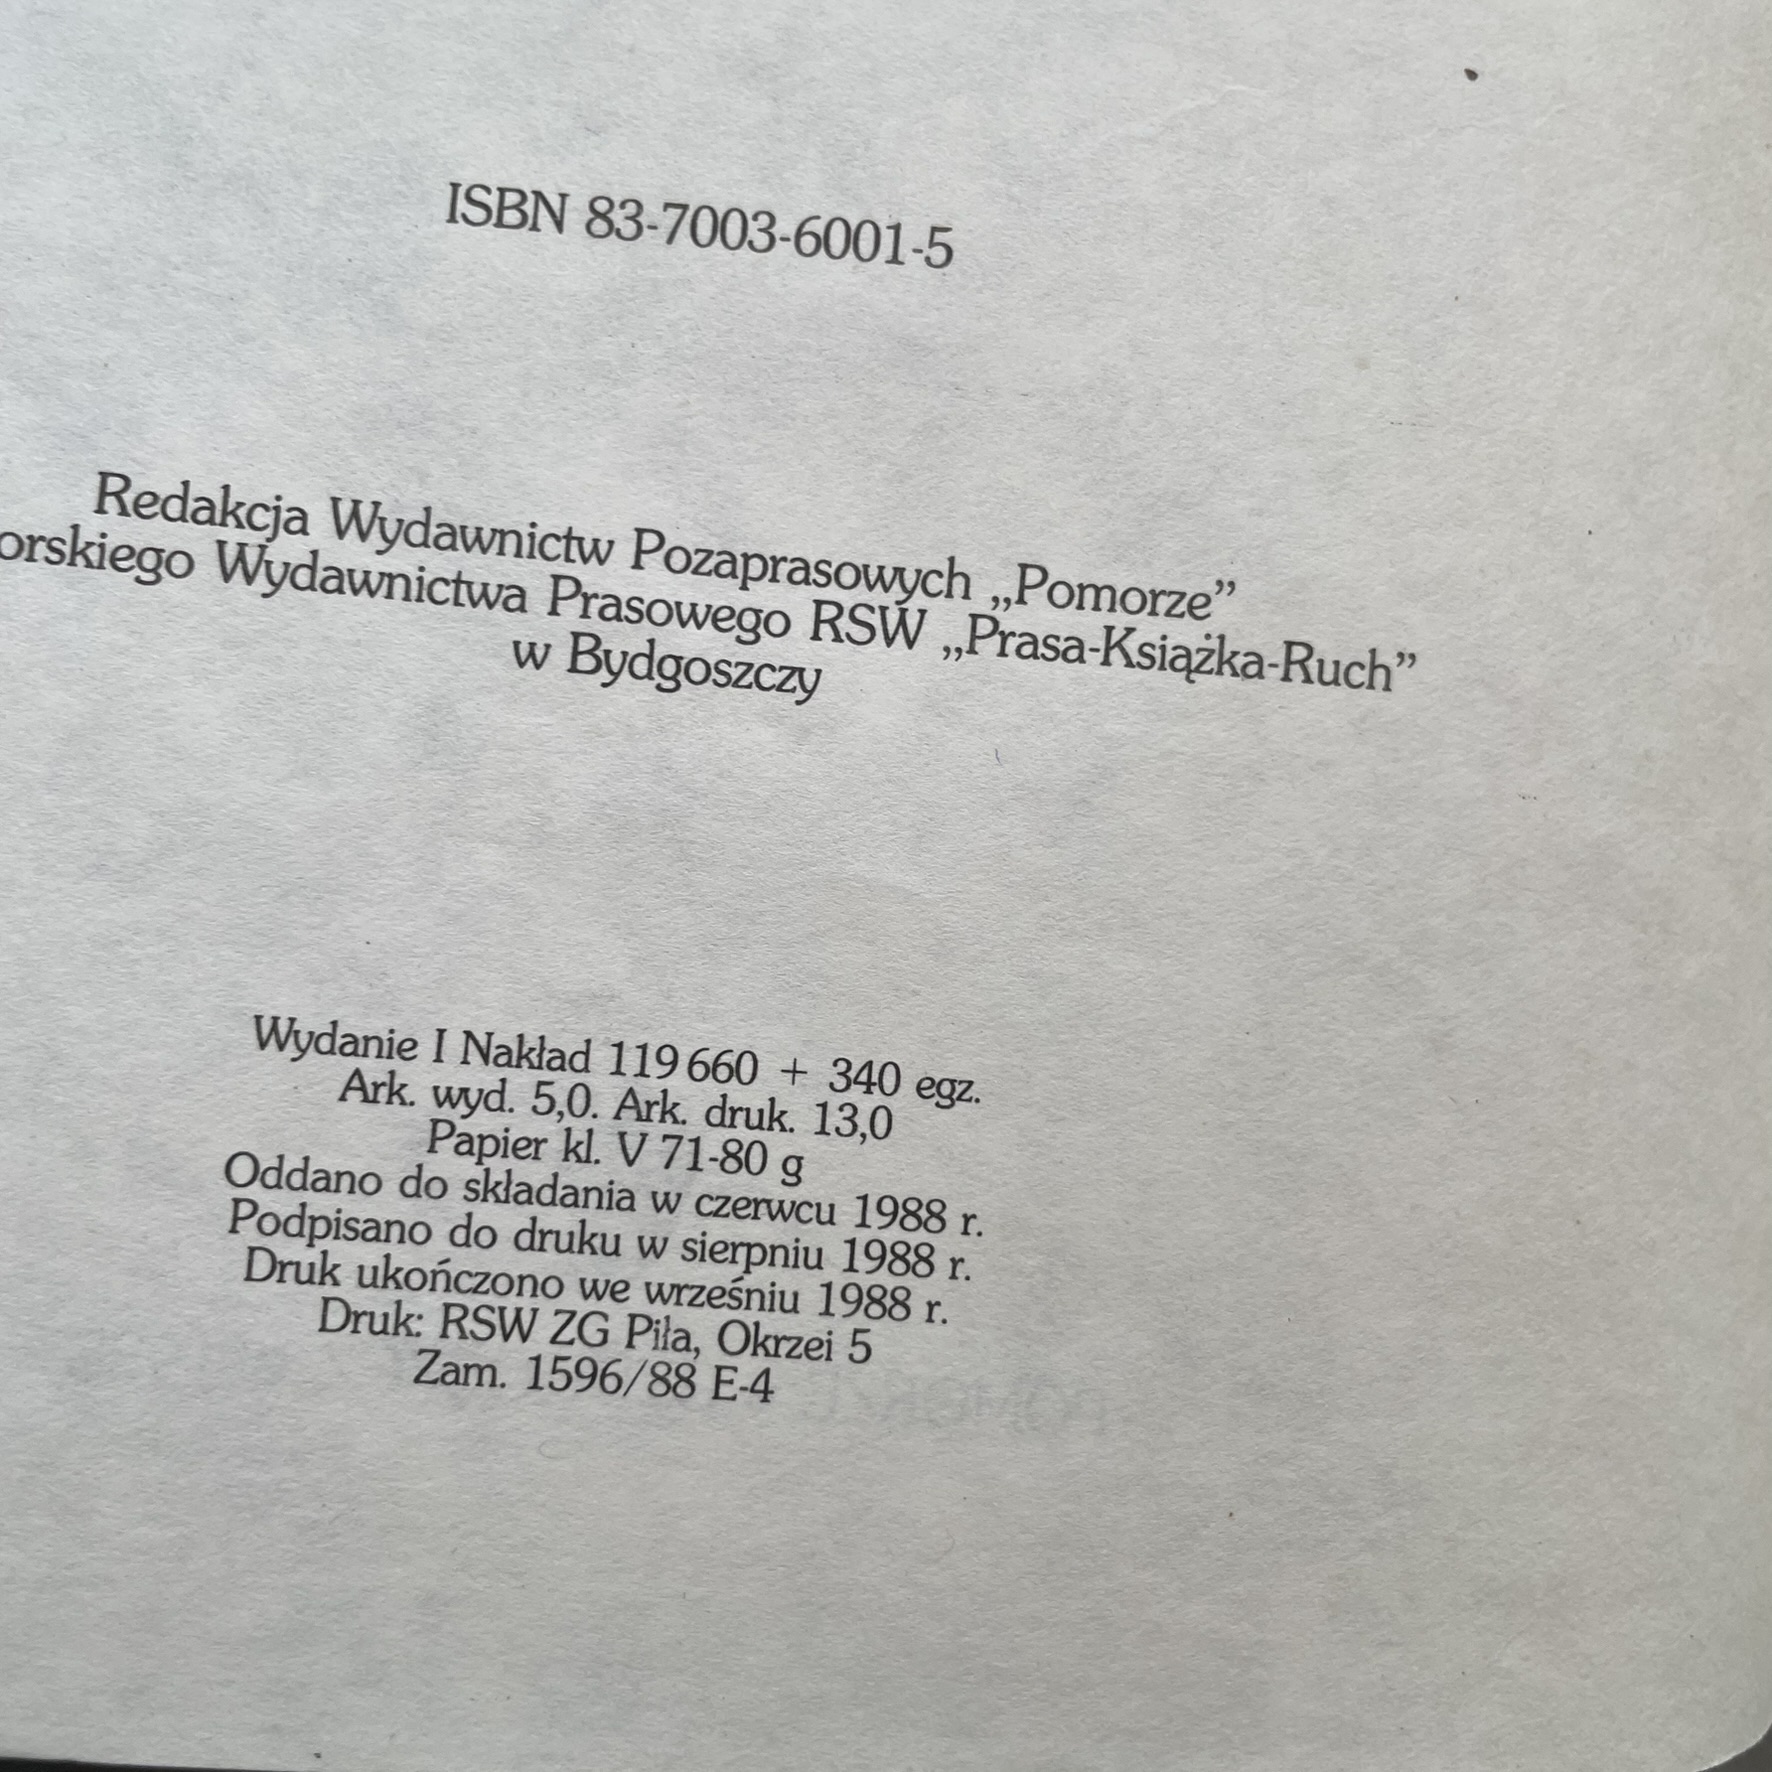 ISBN 83-7003-6001-5
Redakcja Wydawnictw Pozaprasowych „Pomorze”
orskiego Wydawnictwa Prasowego RSW „Prasa-Książka-Ruch”
w Bydgoszczy
Wydanie I Nakład 119 660 + 340 egz.
Ark. wyd. 5,0. Ark. druk. 13,0
Papier kl. V 71-80 g
Oddano do składania w czerwcu 1988 r.
Podpisano do druku w sierpniu 1988 r.
Druk ukończono we wrześniu 1988 r.
Druk: RSW ZG Piła, Okrzei 5
Zam. 1596/88 E-4